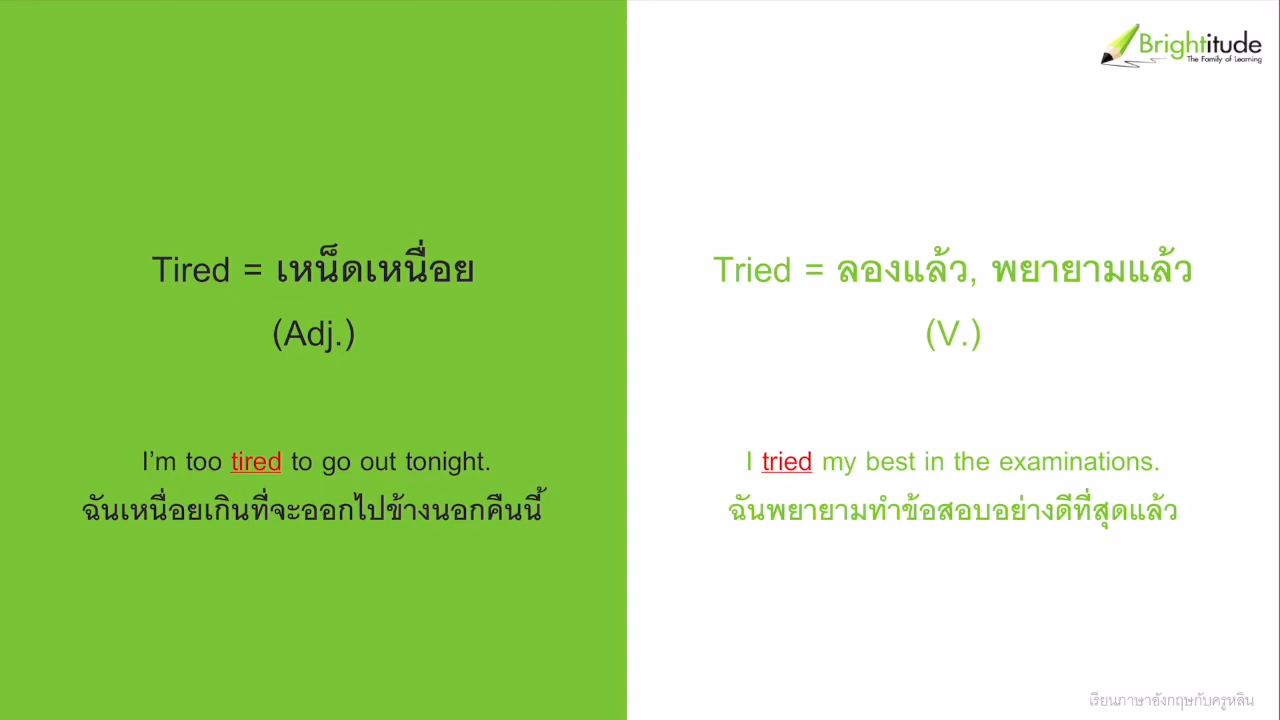 Brightitude
The Family of Learning
Tired = เหน็ดเหนื่อย
(Adj.)
I'm too tired to go out tonight.
ฉันเหนื่อยเกินที่จะออกไปข้างนอกคืนนี้
Tried = ลองแล้ว, พยายามแล้ว
(V.)
I tried my best in the examinations.
ฉันพยายามทำข้อสอบอย่างดีที่สุดแล้ว
เรียนภาษาอังกฤษกับครูหลิน